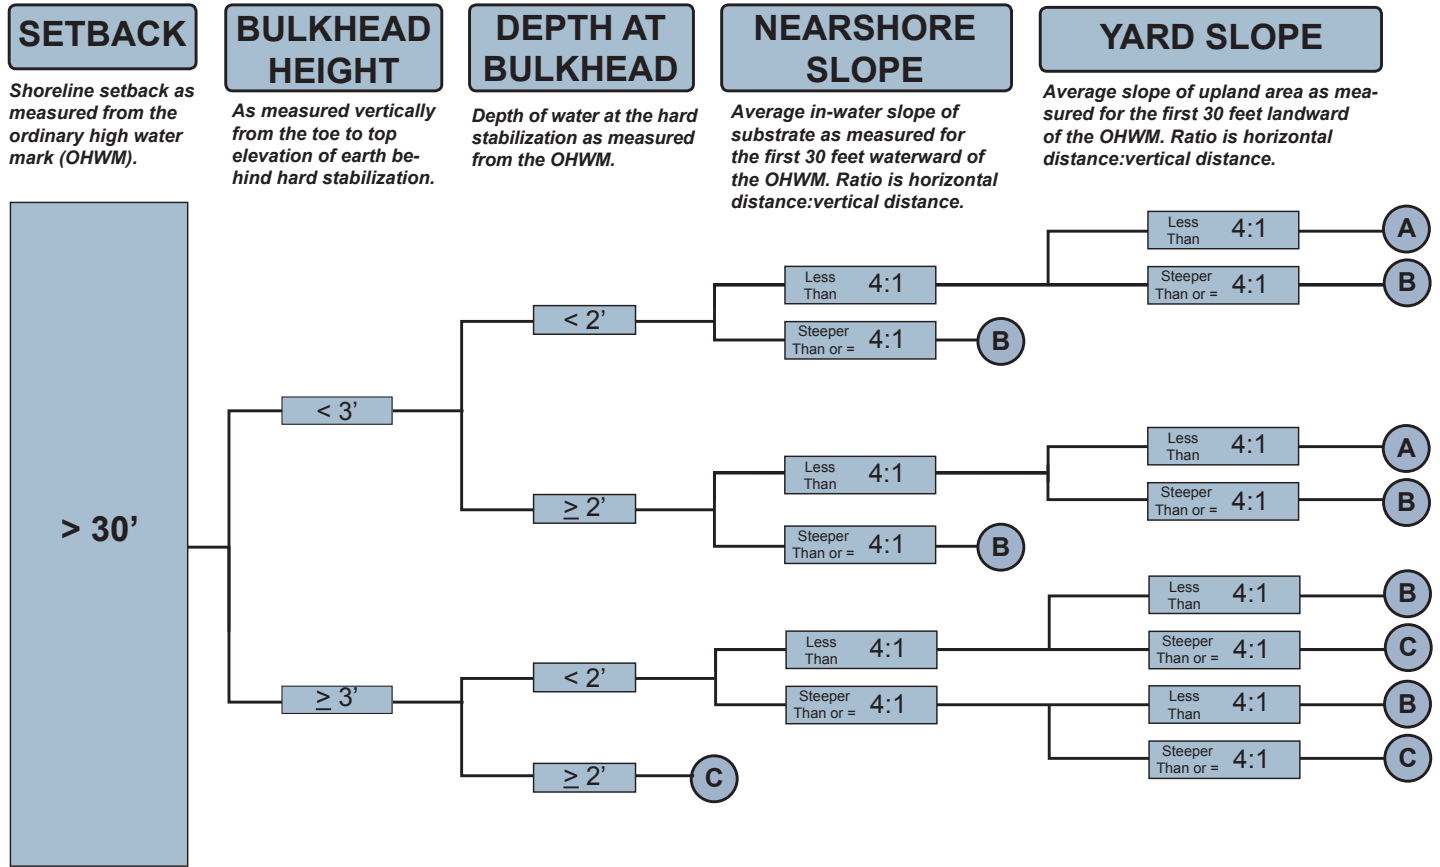 SETBACK
Shoreline setback as
measured from the
ordinary high water
mark (OHWM).
BULKHEAD
HEIGHT
As measured vertically
from the toe to top
elevation of earth be-
hind hard stabilization.
DEPTH AT
BULKHEAD
Depth of water at the hard
stabilization as measured
from the OHWM.
NEARSHORE
SLOPE
Average in-water slope of
substrate as measured for
the first 30 feet waterward of
the OHWM. Ratio is horizontal
distance:vertical distance.
YARD SLOPE
Average slope of upland area as mea-
sured for the first 30 feet landward
of the OHWM. Ratio is horizontal
distance:vertical distance.
> 30’
< 3’
≥ 3’
< 2’
≥ 2’
< 2’
≥ 2’
C
Less
Than 4:1
Steeper
Than or = 4:1
B
Less
Than 4:1
Steeper
Than or = 4:1
B
Less
Than 4:1
Steeper
Than or = 4:1
Less
Than 4:1
A
Steeper
Than or = 4:1
B
Less
Than 4:1
A
Steeper
Than or = 4:1
B
Less
Than 4:1
B
Steeper
Than or = 4:1
C
Less
Than 4:1
B
Steeper
Than or = 4:1
C